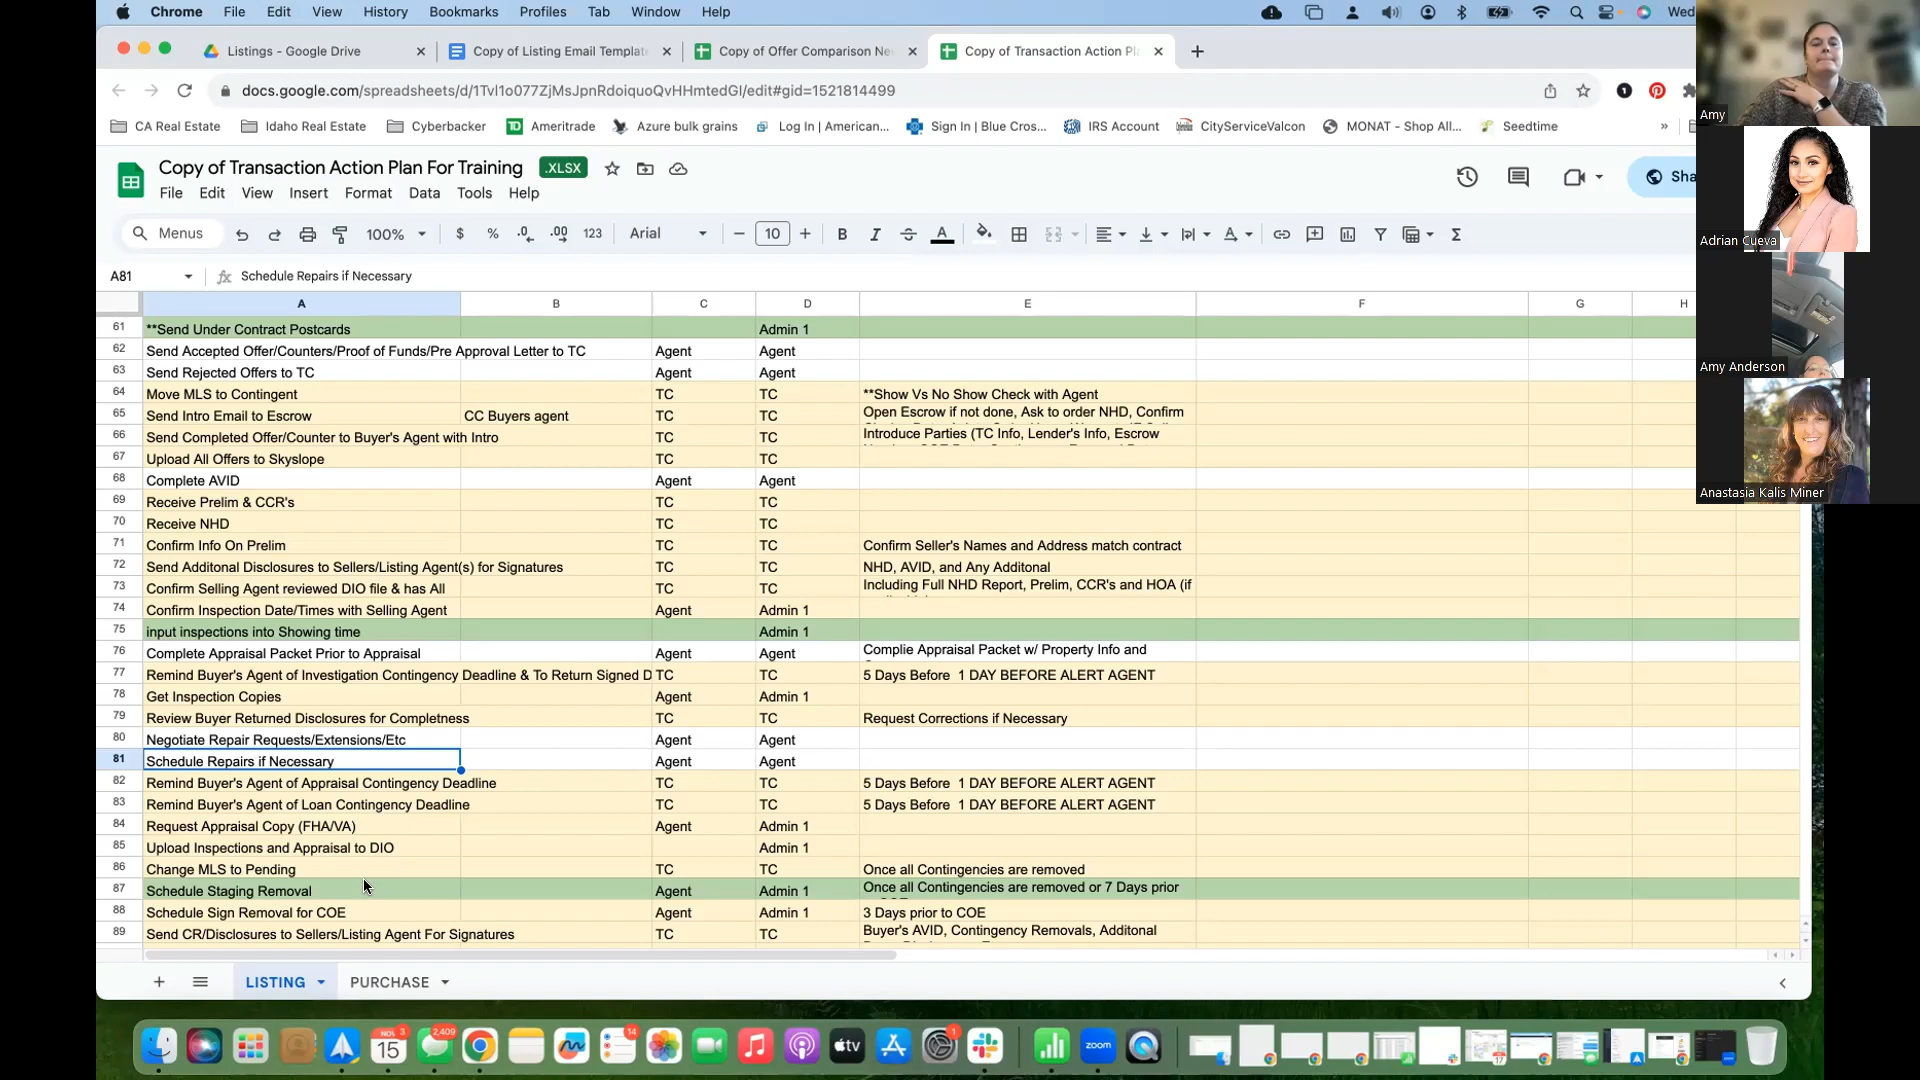 Chrome File Edit View History Bookmarks Profiles Tab Window Help Wed
Listings - Google Drive Copy of Listing Email Templat Copy of Offer Comparison Ne Copy of Transaction Action Pl
docs.google.com/spreadsheets/d/1Tvl1o077ZjMsJpnRdoiquoQvHHmtedGl/edit#gid=1521814499
CA Real Estate Idaho Real Estate Cyberbacker Ameritrade Azure bulk grains Log In | American... Sign In | Blue Cros... IRS Account CityServiceValcon MONAT - Shop All... Seedtime »
Copy of Transaction Action Plan For Training .XLSX
File Edit View Insert Format Data Tools Help
Sha
Menus 100% $ % .0 .00 123 Arial 10 B I S A
A81 fx Schedule Repairs if Necessary
A B C D E F G H
61 **Send Under Contract Postcards Admin 1
62 Send Accepted Offer/Counters/Proof of Funds/Pre Approval Letter to TC Agent Agent
63 Send Rejected Offers to TC Agent Agent
64 Move MLS to Contingent TC TC **Show Vs No Show Check with Agent
65 Send Intro Email to Escrow CC Buyers agent TC TC Open Escrow if not done, Ask to order NHD, Confirm
66 Send Completed Offer/Counter to Buyer's Agent with Intro TC TC Introduce Parties (TC Info, Lender's Info, Escrow
67 Upload All Offers to Skyslope TC TC
68 Complete AVID Agent Agent
69 Receive Prelim & CCR's TC TC
70 Receive NHD TC TC
71 Confirm Info On Prelim TC TC Confirm Seller's Names and Address match contract
72 Send Additonal Disclosures to Sellers/Listing Agent(s) for Signatures TC TC NHD, AVID, and Any Additonal
73 Confirm Selling Agent reviewed DIO file & has All TC TC Including Full NHD Report, Prelim, CCR's and HOA (if
74 Confirm Inspection Date/Times with Selling Agent Agent Admin 1
75 input inspections into Showing time Admin 1
76 Complete Appraisal Packet Prior to Appraisal Agent Agent Complie Appraisal Packet w/ Property Info and
77 Remind Buyer's Agent of Investigation Contingency Deadline & To Return Signed D TC TC 5 Days Before 1 DAY BEFORE ALERT AGENT
78 Get Inspection Copies Agent Admin 1
79 Review Buyer Returned Disclosures for Completness TC TC Request Corrections if Necessary
80 Negotiate Repair Requests/Extensions/Etc Agent Agent
81 Schedule Repairs if Necessary Agent Agent
82 Remind Buyer's Agent of Appraisal Contingency Deadline TC TC 5 Days Before 1 DAY BEFORE ALERT AGENT
83 Remind Buyer's Agent of Loan Contingency Deadline TC TC 5 Days Before 1 DAY BEFORE ALERT AGENT
84 Request Appraisal Copy (FHA/VA) Agent Admin 1
85 Upload Inspections and Appraisal to DIO Admin 1
86 Change MLS to Pending TC TC Once all Contingencies are removed
87 Schedule Staging Removal Agent Admin 1 Once all Contingencies are removed or 7 Days prior
88 Schedule Sign Removal for COE Agent Admin 1 3 Days prior to COE
89 Send CR/Disclosures to Sellers/Listing Agent For Signatures TC TC Buyer's AVID, Contingency Removals, Additonal
LISTING PURCHASE
Amy
Adrian Cueva
Amy Anderson
Anastasia Kalis Miner
NOV 3 2,409 14 1
15 tv zoom 17